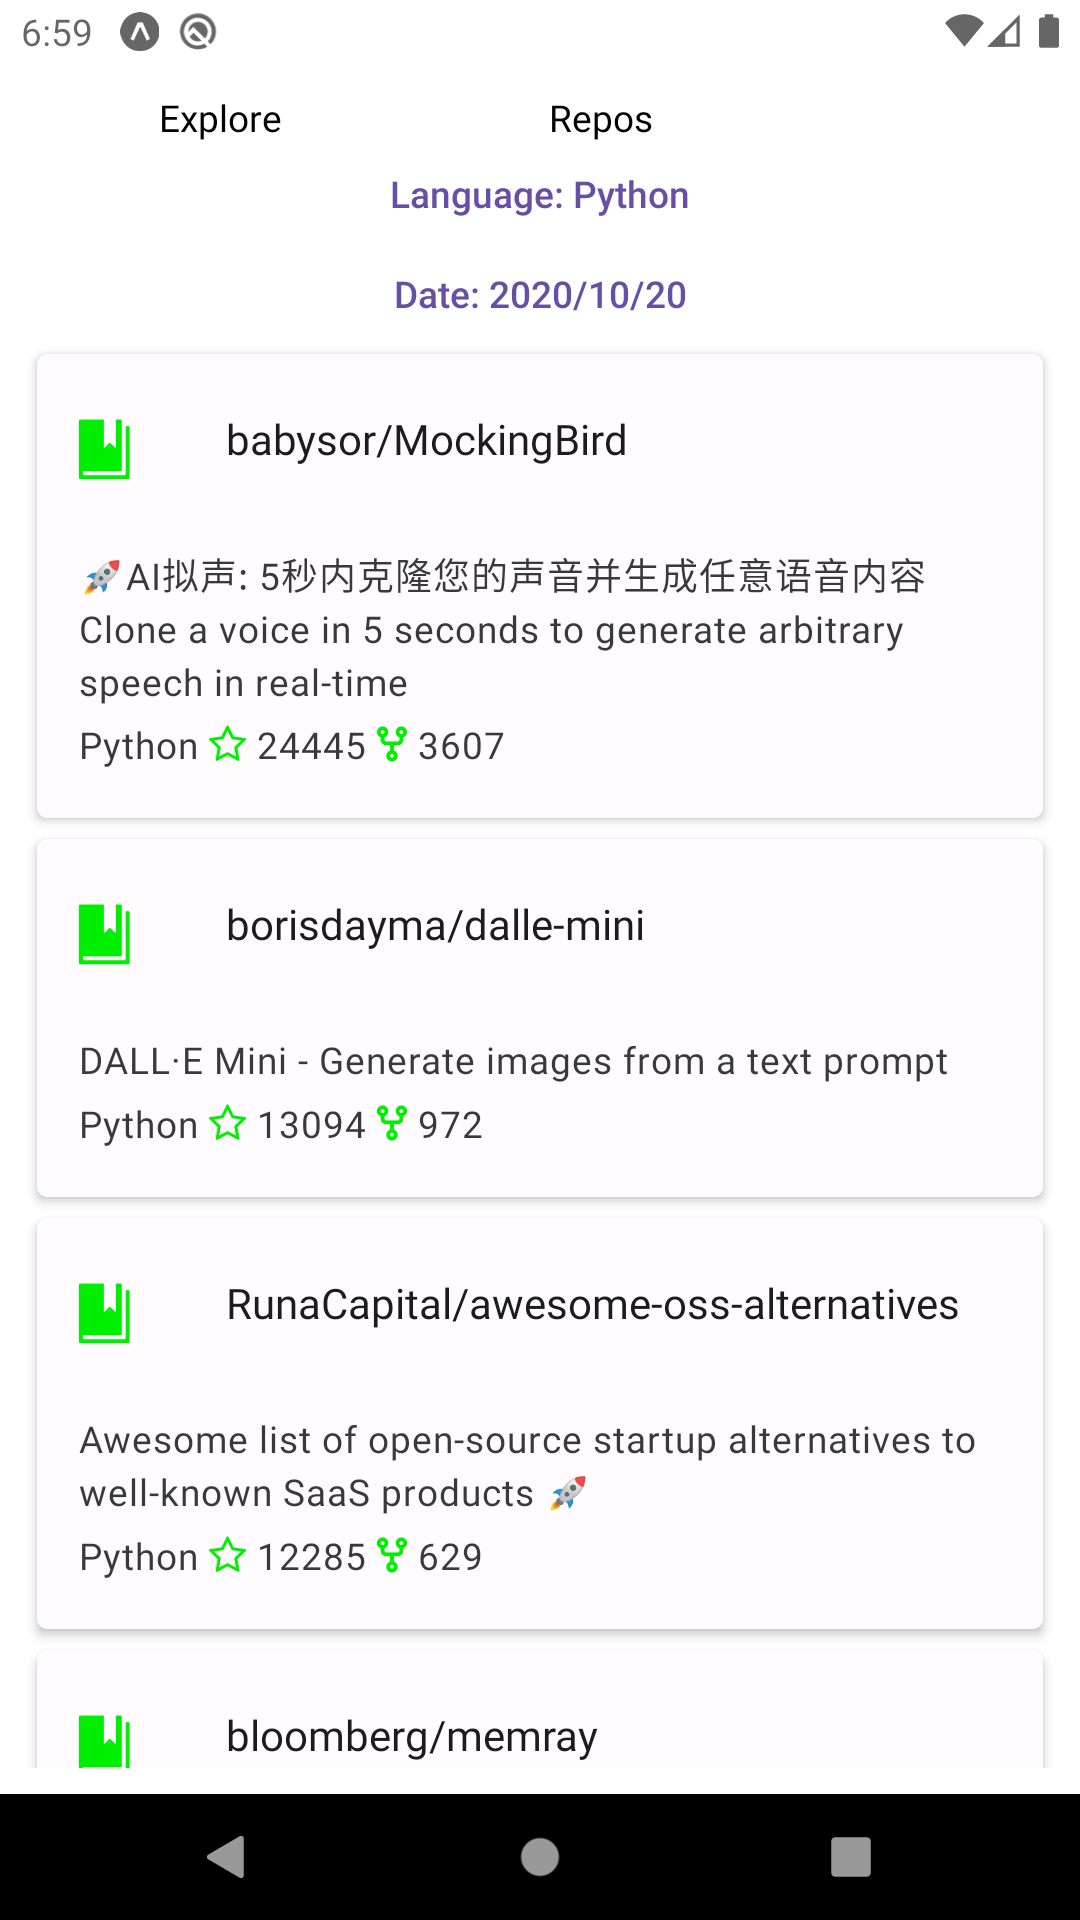 6:59
Explore Repos
Language: Python
Date: 2020/10/20
babysor/MockingBird
🚀AI拟声: 5秒内克隆您的声音并生成任意语音内容
Clone a voice in 5 seconds to generate arbitrary
speech in real-time
Python 24445 3607
borisdayma/dalle-mini
DALL·E Mini - Generate images from a text prompt
Python 13094 972
RunaCapital/awesome-oss-alternatives
Awesome list of open-source startup alternatives to
well-known SaaS products 🚀
Python 12285 629
bloomberg/memray